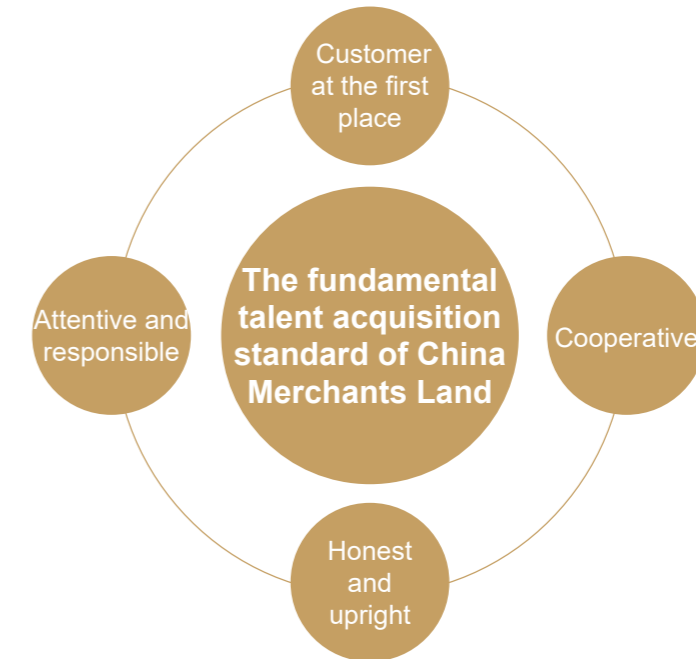 Customer
at the first
place
The fundamental
talent acquisition
standard of China
Merchants Land
Attentive and
responsible
Cooperative
Honest
and
upright